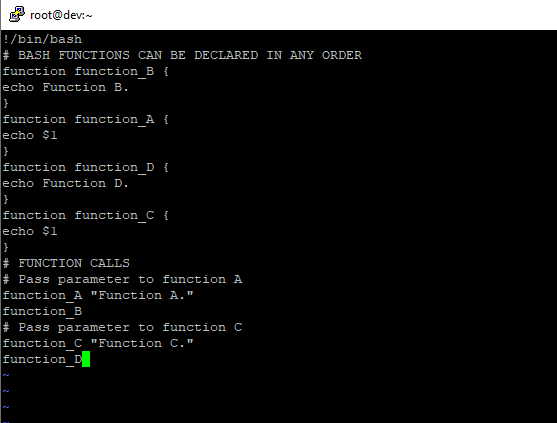 root@dev:~
!/bin/bash
# BASH FUNCTIONS CAN BE DECLARED IN ANY ORDER
function function_B {
echo Function B.
}
function function_A {
echo $1
}
function function_D {
echo Function D.
}
function function_C {
echo $1
}
# FUNCTION CALLS
# Pass parameter to function A
function_A "Function A."
function_B
# Pass parameter to function C
function_C "Function C."
function_D
~
~
~
~